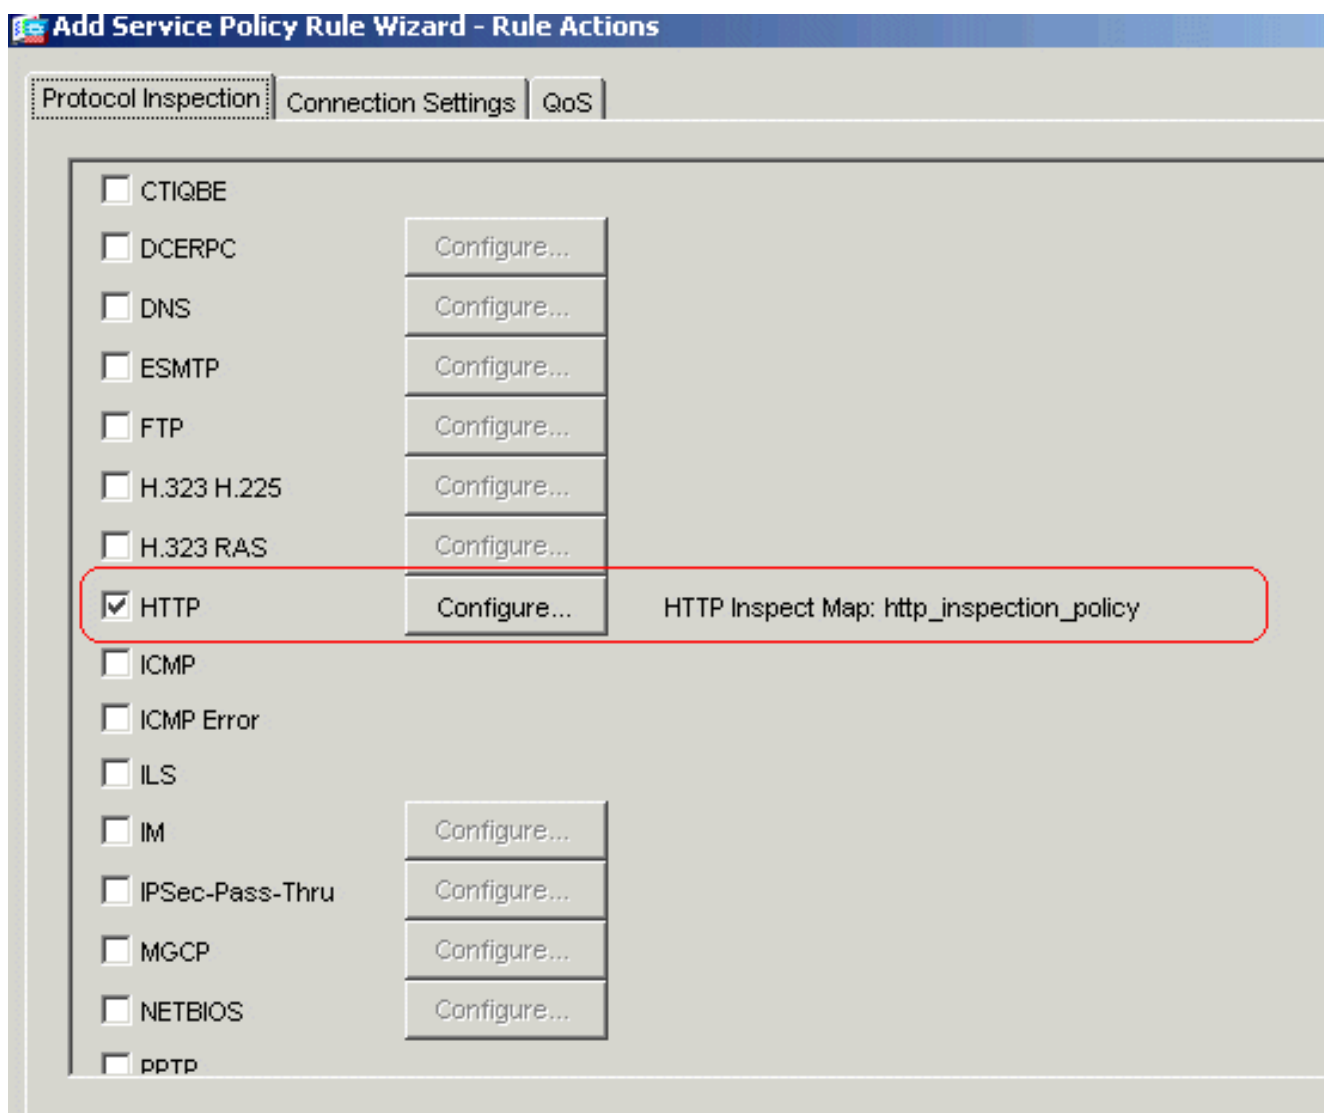 Add Service Policy Rule Wizard - Rule Actions
Protocol Inspection Connection Settings QoS
CTIQBE
DCERPC Configure...
DNS Configure...
ESMTP Configure...
FTP Configure...
H.323 H.225 Configure...
H.323 RAS Configure...
HTTP Configure... HTTP Inspect Map: http_inspection_policy
ICMP
ICMP Error
ILS
IM Configure...
IPSec-Pass-Thru Configure...
MGCP Configure...
NETBIOS Configure...
PPTP